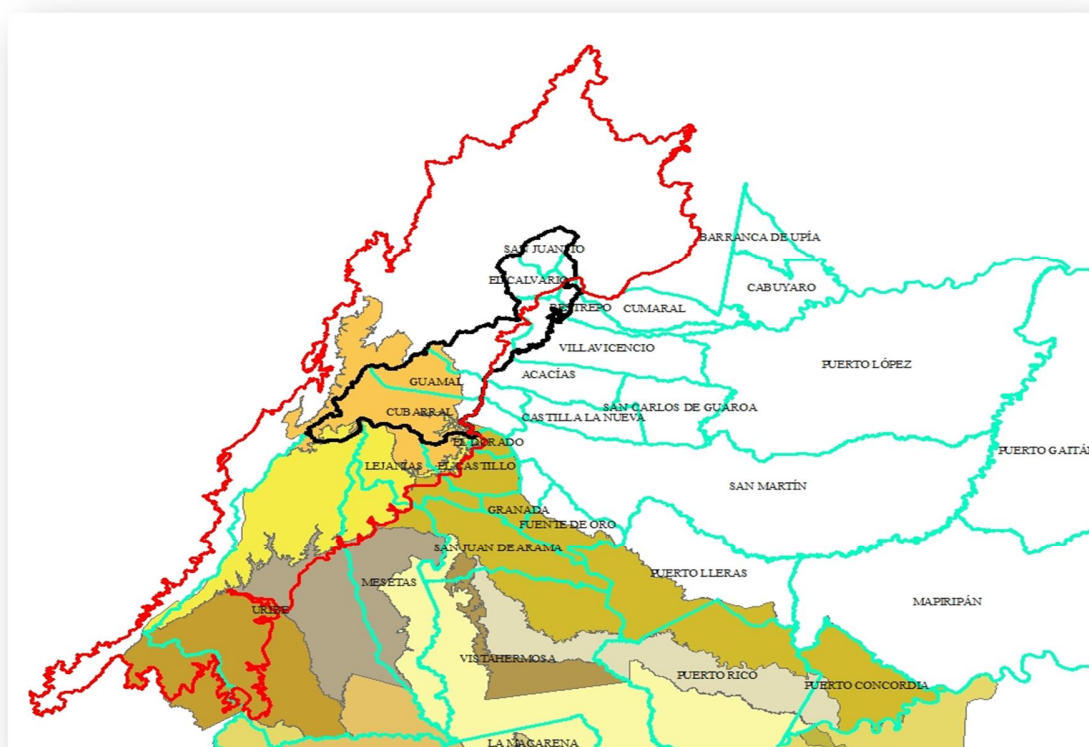 BARRANCA DE UPÍA
SAN JUANITO
EL CALVARIO
CABUYARO
RESTREPO
CUMARAL
VILLAVICENCIO
PUERTO LÓPEZ
ACACÍAS
GUAMAL
SAN CARLOS DE GUAROA
CUBARRAL
CASTILLA LA NUEVA
EL DORADO
PUERTO GAITÁN
LEJANÍAS
EL CASTILLO
SAN MARTÍN
GRANADA
FUENTE DE ORO
SAN JUAN DE ARAMA
PUERTO LLERAS
MESETAS
MAPIRIPÁN
URIBE
VISTAHERMOSA
PUERTO RICO
PUERTO CONCORDIA
LA MACARENA